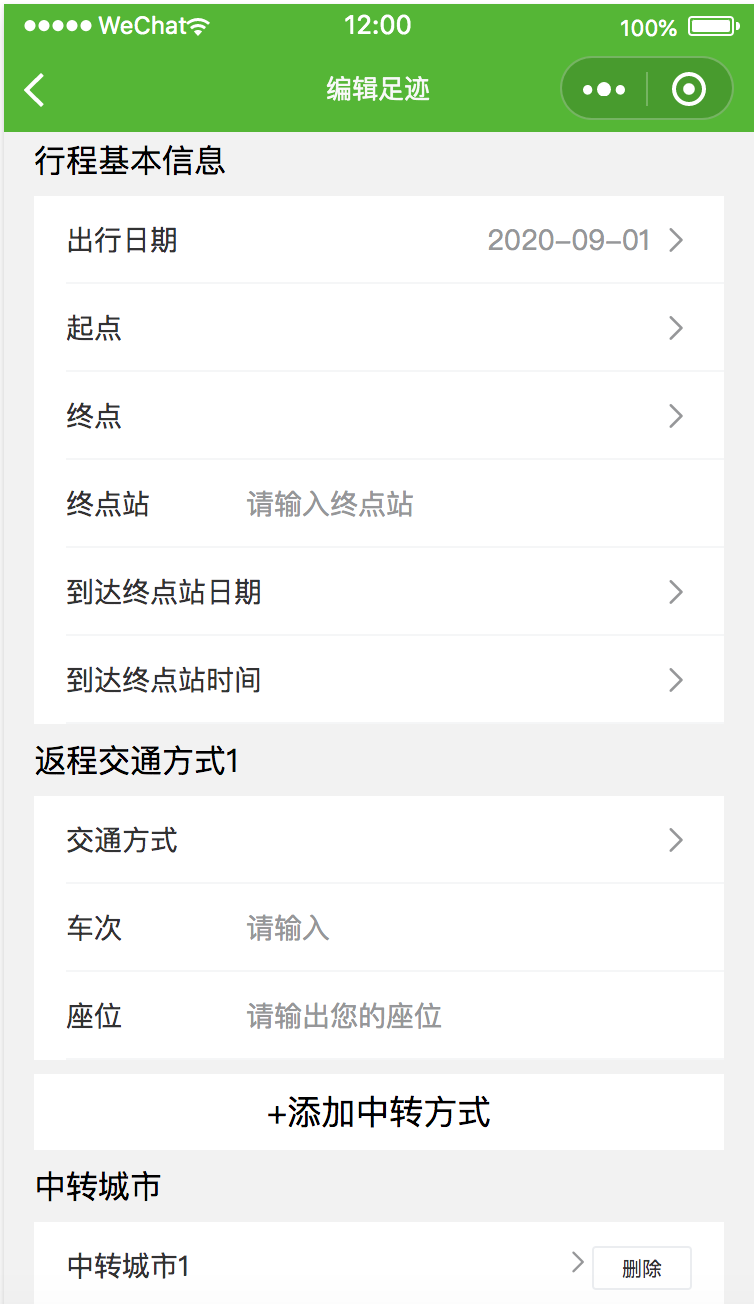 WeChat 12:00 100%
编辑足迹
行程基本信息
出行日期 2020-09-01
起点
终点
终点站 请输入终点站
到达终点站日期
到达终点站时间
返程交通方式1
交通方式
车次 请输入
座位 请输出您的座位
+添加中转方式
中转城市
中转城市1 删除